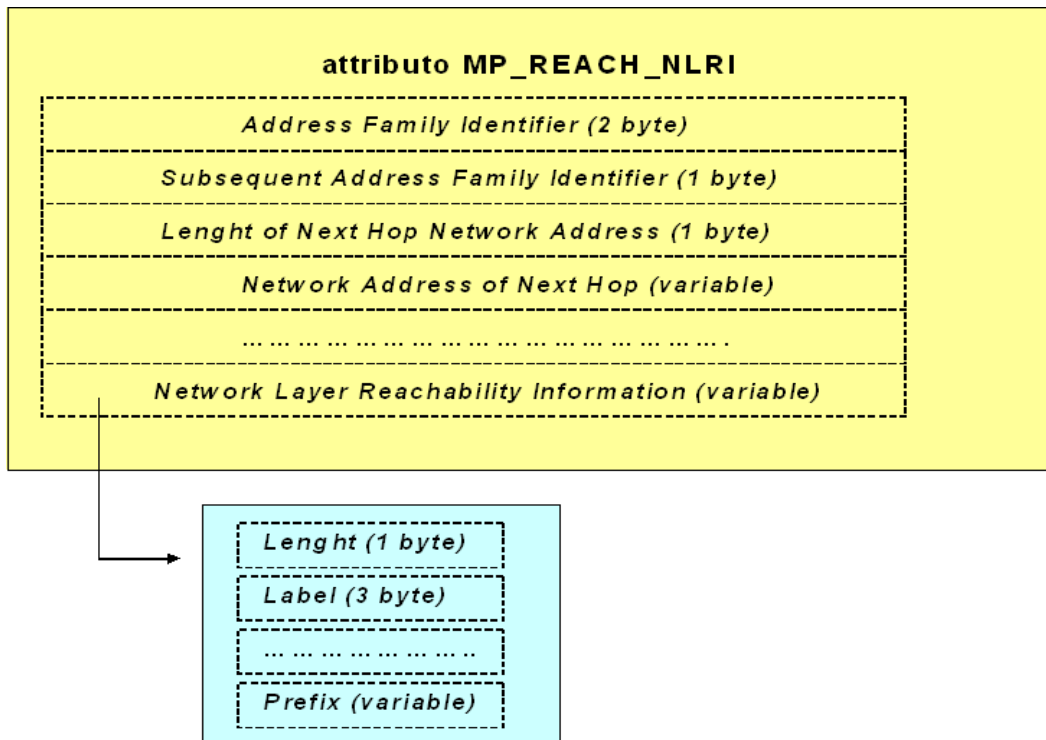 attributo MP_REACH_NLRI
Address Family Identifier (2 byte)
Subsequent Address Family Identifier (1 byte)
Lenght of Next Hop Network Address (1 byte)
Network Address of Next Hop (variable)
… … … … … … … … … … … … … … … … … .
Network Layer Reachability Information (variable)
Lenght (1 byte)
Label (3 byte)
… … … … … … … ..
Prefix (variable)